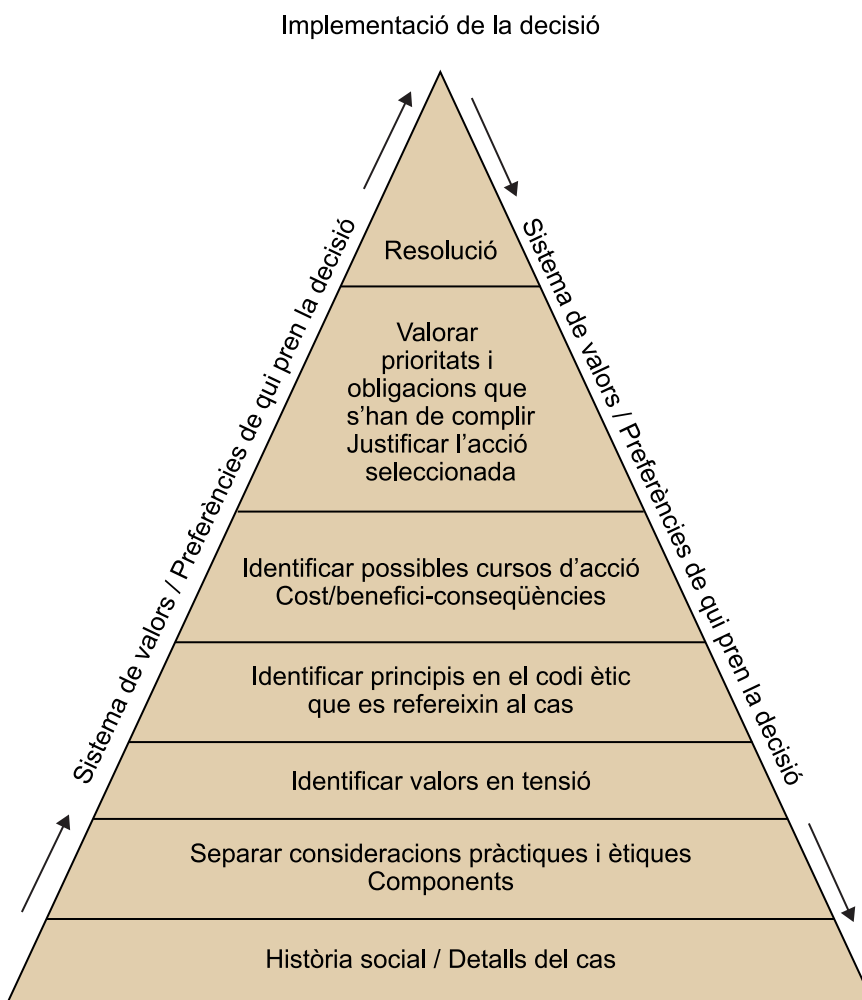 Implementació de la decisió
Sistema de valors / Preferències de qui pren la decisió
Sistema de valors / Preferències de qui pren la decisió
Resolució
Valorar
prioritats i
obligacions que
s'han de complir
Justificar l'acció
seleccionada
Identificar possibles cursos d'acció
Cost/benefici-conseqüències
Identificar principis en el codi ètic
que es refereixin al cas
Identificar valors en tensió
Separar consideracions pràctiques i ètiques
Components
Història social / Detalls del cas